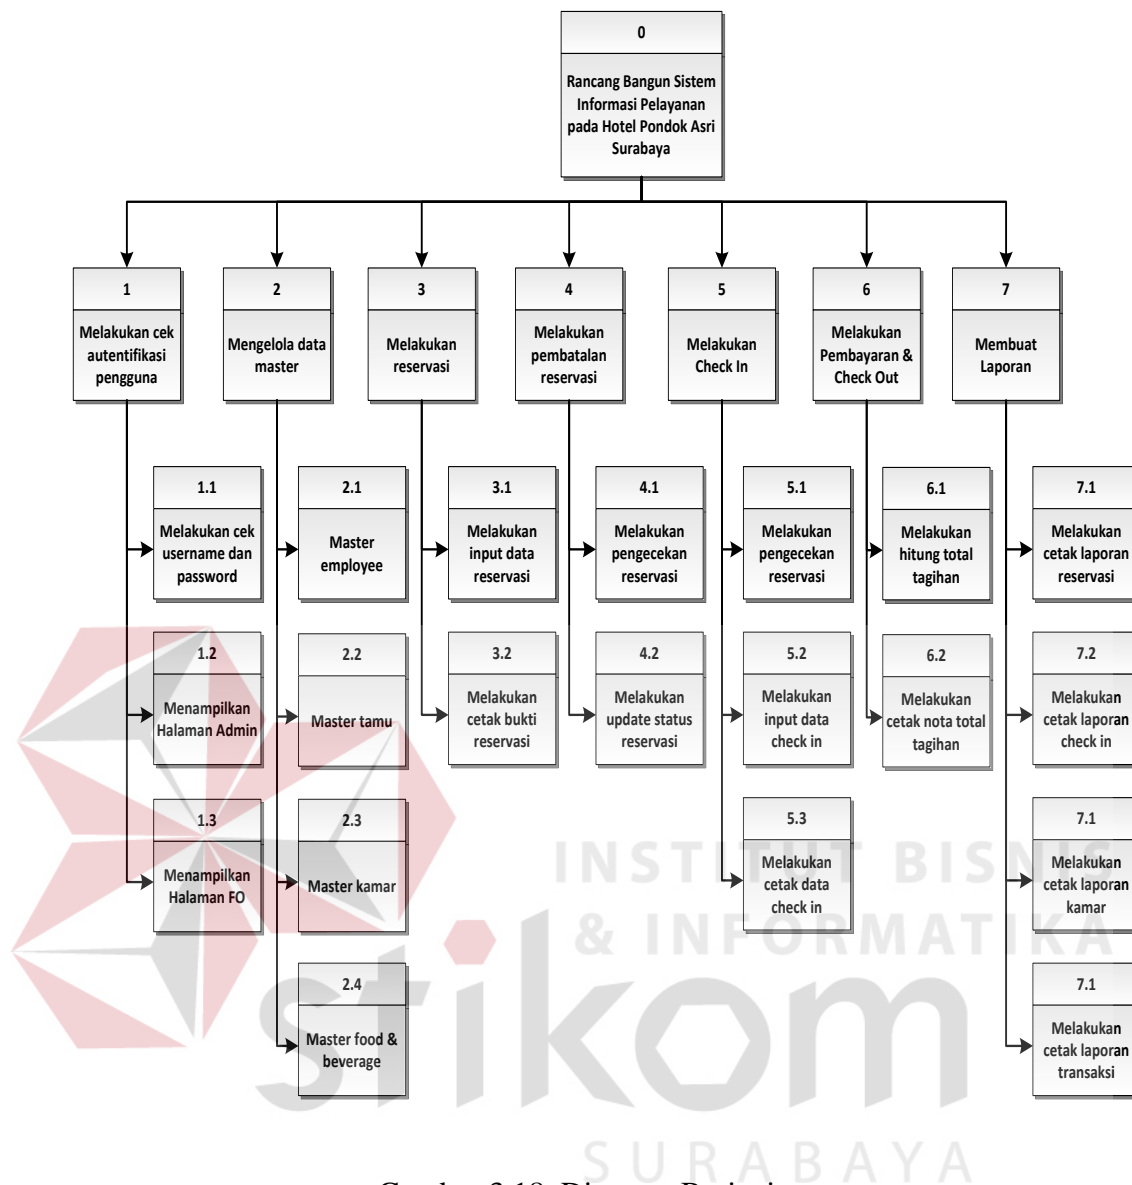 0
Rancang Bangun Sistem
Informasi Pelayanan
pada Hotel Pondok Asri
Surabaya
1
Melakukan cek
autentifikasi
pengguna
2
Mengelola data
master
3
Melakukan
reservasi
4
Melakukan
pembatalan
reservasi
5
Melakukan
Check In
6
Melakukan
Pembayaran &
Check Out
7
Membuat
Laporan
1.1
Melakukan cek
username dan
password
2.1
Master
employee
3.1
Melakukan
input data
reservasi
4.1
Melakukan
pengecekan
reservasi
5.1
Melakukan
pengecekan
reservasi
6.1
Melakukan
hitung total
tagihan
7.1
Melakukan
cetak laporan
reservasi
1.2
Menampilkan
Halaman Admin
2.2
Master tamu
3.2
Melakukan
cetak bukti
reservasi
4.2
Melakukan
update status
reservasi
5.2
Melakukan
input data
check in
6.2
Melakukan
cetak nota total
tagihan
7.2
Melakukan
cetak laporan
check in
1.3
Menampilkan
Halaman FO
2.3
Master kamar
5.3
Melakukan
cetak data
check in
7.1
Melakukan
cetak laporan
kamar
2.4
Master food &
beverage
7.1
Melakukan
cetak laporan
transaksi
INSTITUT BISNIS
& INFORMATIKA
stikom
SURABAYA